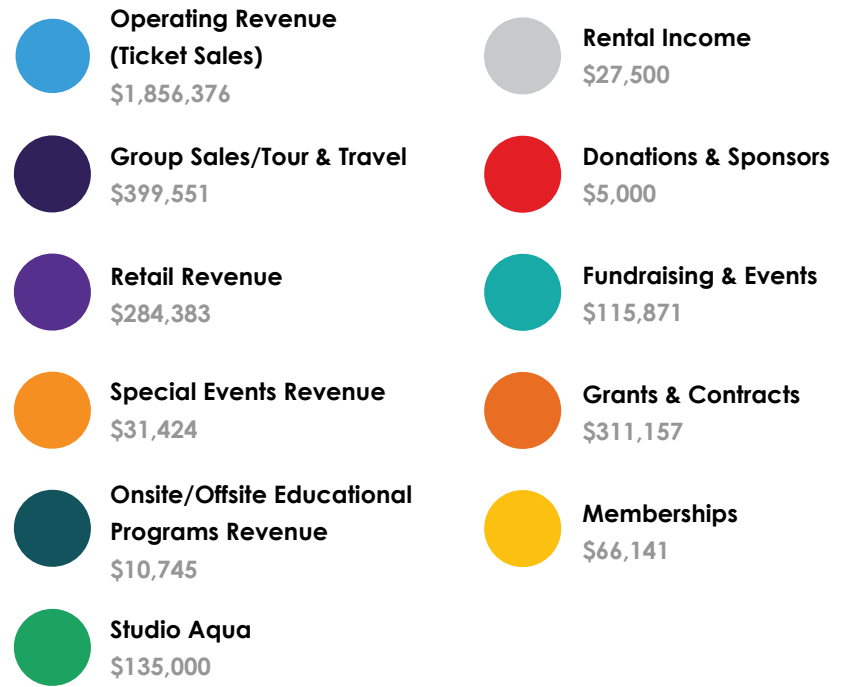 Operating Revenue
(Ticket Sales)
$1,856,376
Group Sales/Tour & Travel
$399,551
Retail Revenue
$284,383
Special Events Revenue
$31,424
Onsite/Offsite Educational
Programs Revenue
$10,745
Studio Aqua
$135,000
Rental Income
$27,500
Donations & Sponsors
$5,000
Fundraising & Events
$115,871
Grants & Contracts
$311,157
Memberships
$66,141